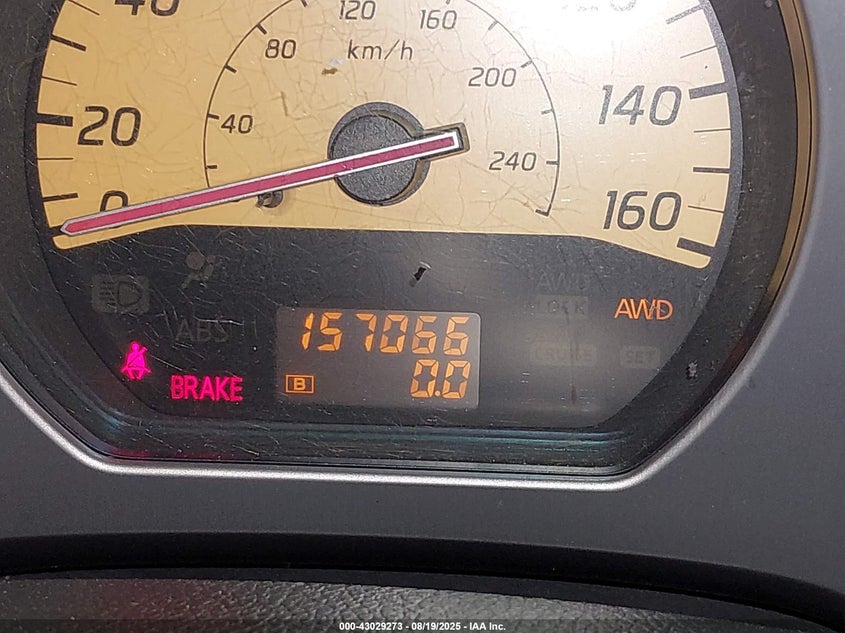 120 160
80 km/h
200
40
240
20
140
0
160
AWD
LOCK AWD
ABS
157066
CRUISE SET
BRAKE
B 0.0
000-43029273 - 08/19/2025 - IAA Inc.